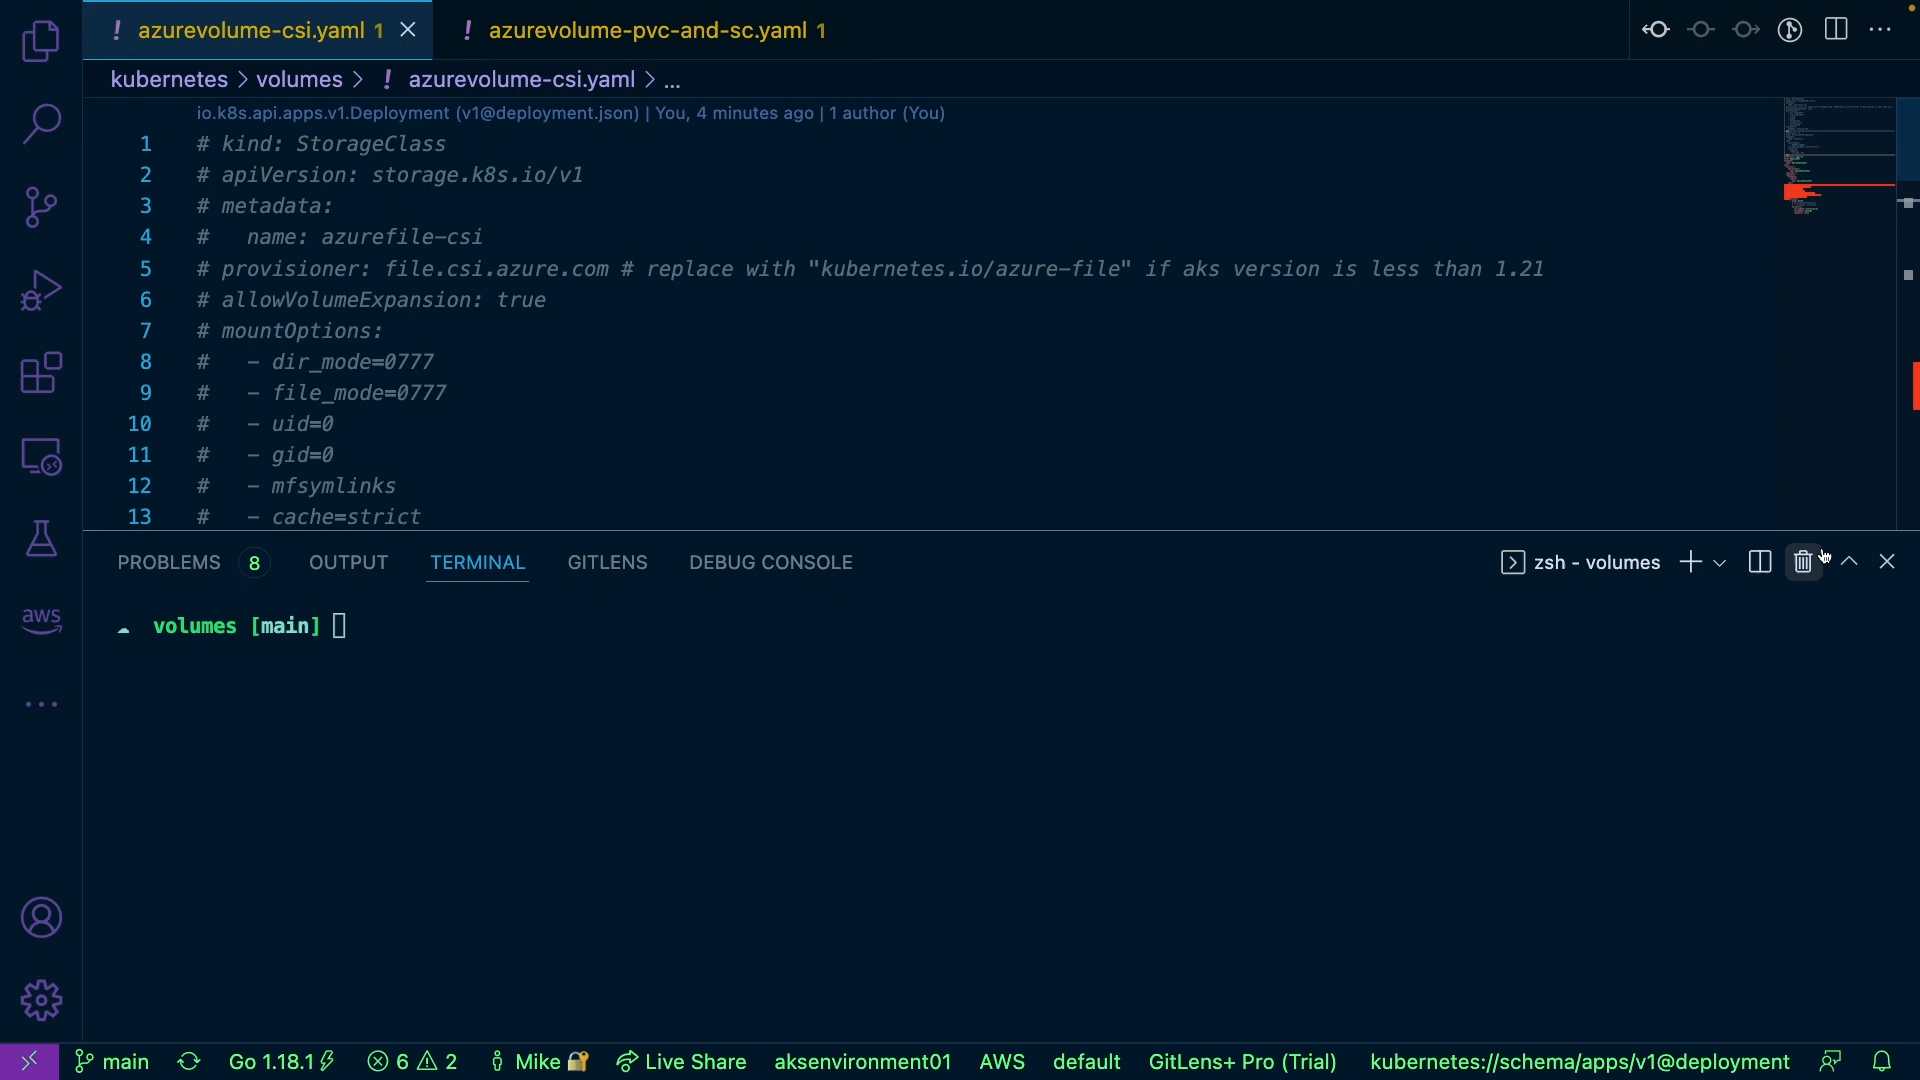 azurevolume-csi.yaml 1
azurevolume-pvc-and-sc.yaml 1
kubernetes > volumes > ! azurevolume-csi.yaml > ...
io.k8s.api.apps.v1.Deployment (v1@deployment.json) | You, 4 minutes ago | 1 author (You)
1 # kind: StorageClass
2 # apiVersion: storage.k8s.io/v1
3 # metadata:
4 #   name: azurefile-csi
5 # provisioner: file.csi.azure.com # replace with "kubernetes.io/azure-file" if aks version is less than 1.21
6 # allowVolumeExpansion: true
7 # mountOptions:
8 #   - dir_mode=0777
9 #   - file_mode=0777
10 #   - uid=0
11 #   - gid=0
12 #   - mfsymlinks
13 #   - cache=strict
PROBLEMS 8 OUTPUT TERMINAL GITLENS DEBUG CONSOLE
zsh - volumes
volumes [main]
aws
main Go 1.18.1 6 2 Mike Live Share aksenvironment01 AWS default GitLens+ Pro (Trial) kubernetes://schema/apps/v1@deployment